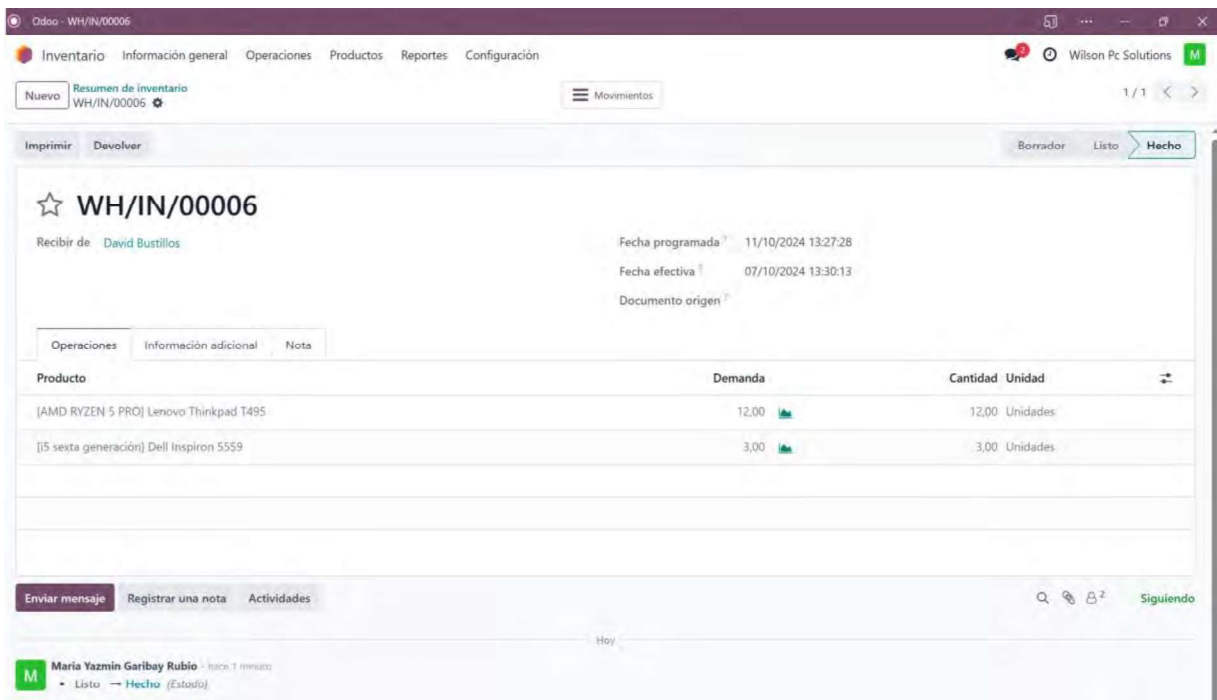 Odoo - WH/IN/00006
Inventario Información general Operaciones Productos Reportes Configuración
2 Wilson Pc Solutions M
Nuevo Resumen de inventario
WH/IN/00006
Movimientos
1/1
Imprimir Devolver
Borrador Listo Hecho
WH/IN/00006
Recibir de David Bustillos
Fecha programada ? 11/10/2024 13:27:28
Fecha efectiva ? 07/10/2024 13:30:13
Documento origen ?
Operaciones Información adicional Nota
Producto Demanda Cantidad Unidad
[AMD RYZEN 5 PRO] Lenovo Thinkpad T495 12,00 12,00 Unidades
[i5 sexta generación] Dell Inspiron 5559 3,00 3,00 Unidades
Enviar mensaje Registrar una nota Actividades
2 Siguiendo
Hoy
M Maria Yazmin Garibay Rubio - hace 1 minuto
• Listo → Hecho (Estado)